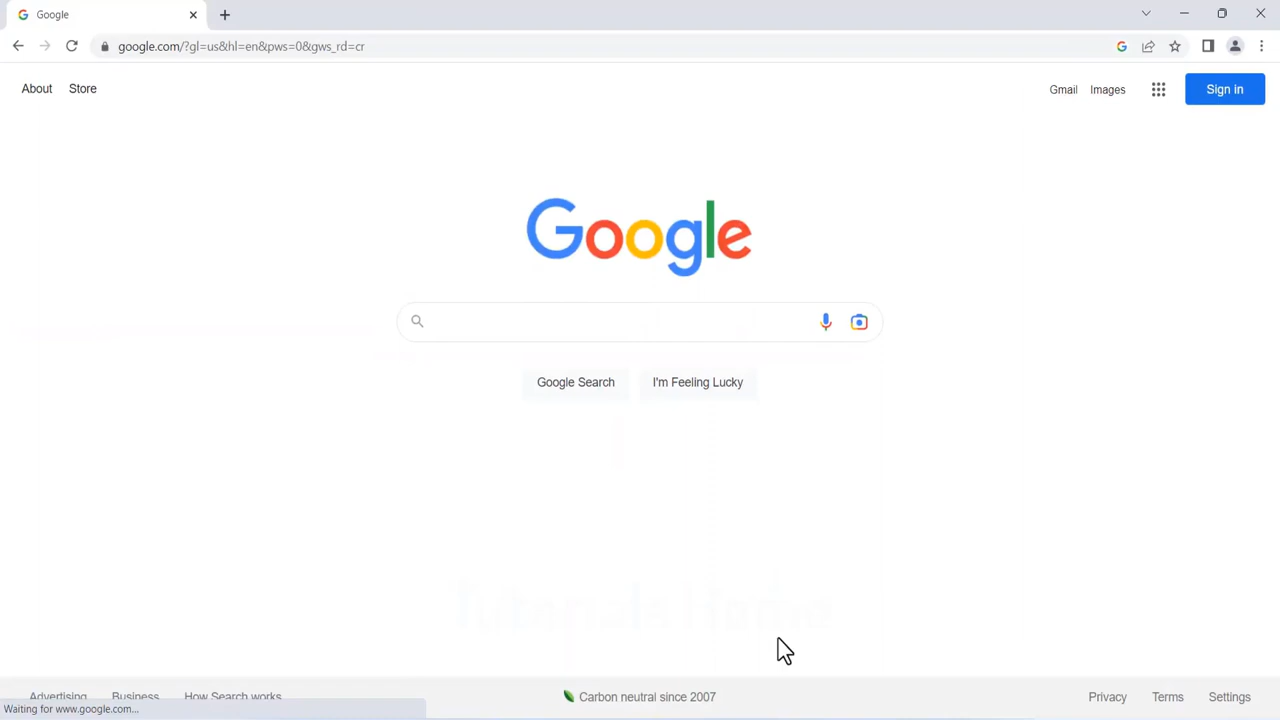 Google
google.com/?gl=us&hl=en&pws=0&gws_rd=cr
About Store
Gmail Images Sign in
Google
Google Search I'm Feeling Lucky
Tutorials Home
Advertising Business How Search works
Carbon neutral since 2007
Privacy Terms Settings
Waiting for www.google.com...